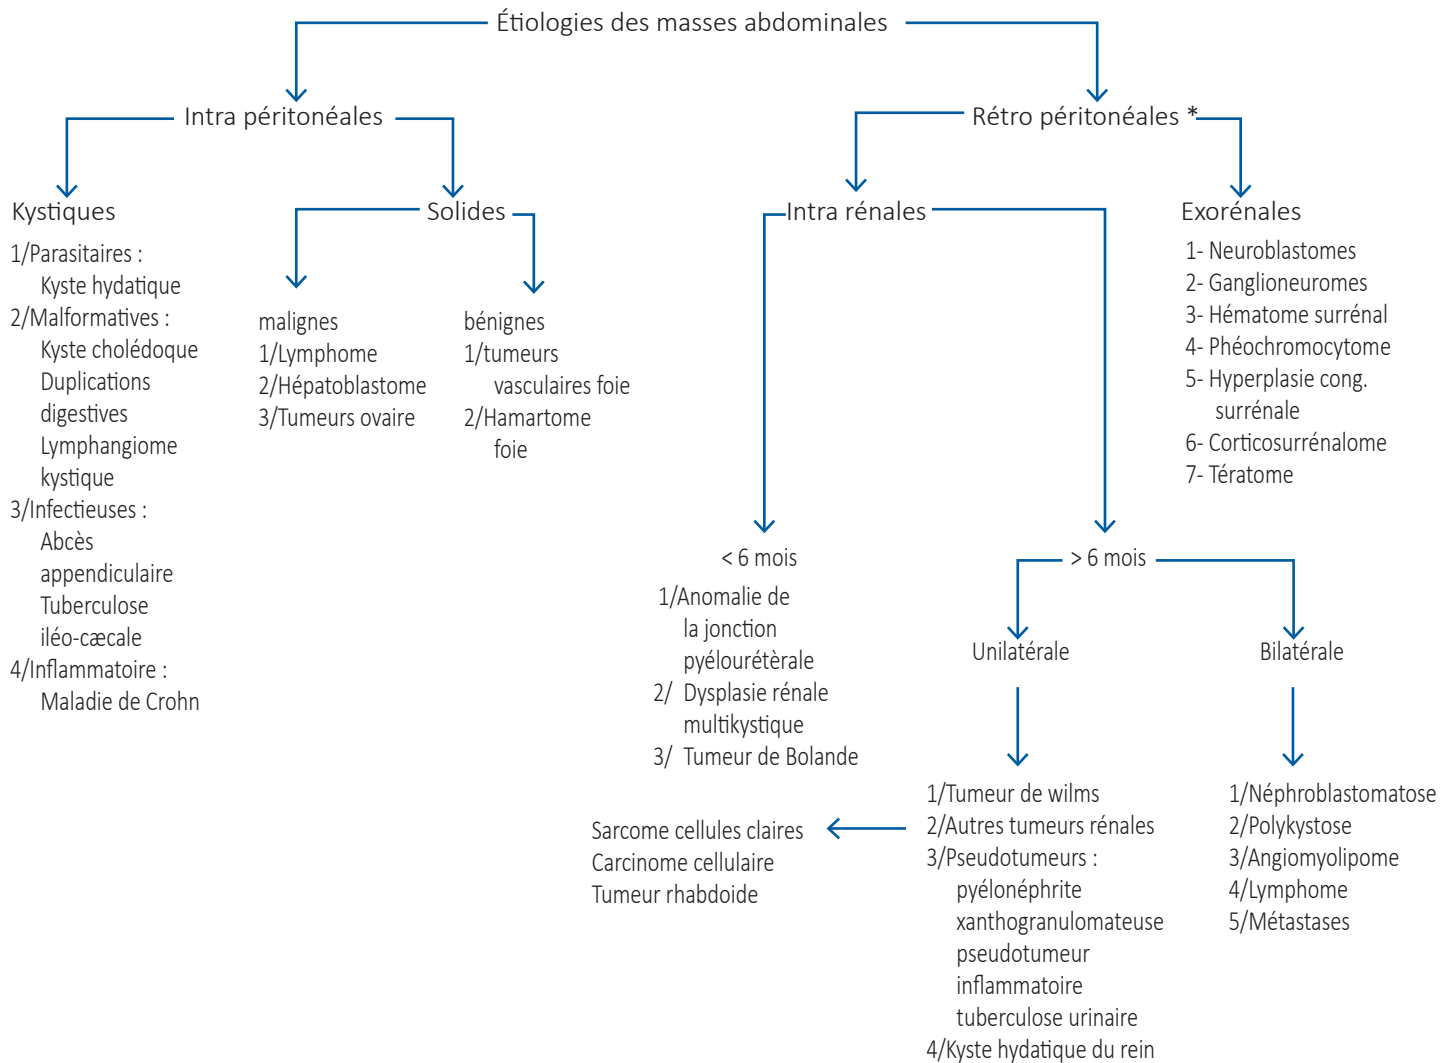 Étiologies des masses abdominales
Intra péritonéales
Rétro péritonéales *
Kystiques
1/Parasitaires :
Kyste hydatique
2/Malformatives :
Kyste cholédoque
Duplications
digestives
Lymphangiome
kystique
3/Infectieuses :
Abcès
appendiculaire
Tuberculose
iléo-cæcale
4/Inflammatoire :
Maladie de Crohn
Solides
malignes
1/Lymphome
2/Hépatoblastome
3/Tumeurs ovaire
bénignes
1/tumeurs
vasculaires foie
2/Hamartome
foie
Intra rénales
< 6 mois
1/Anomalie de
la jonction
pyélourétèrale
2/ Dysplasie rénale
multikystique
3/ Tumeur de Bolande
> 6 mois
Unilatérale
1/Tumeur de wilms
2/Autres tumeurs rénales
3/Pseudotumeurs :
pyélonéphrite
xanthogranulomateuse
pseudotumeur
inflammatoire
tuberculose urinaire
4/Kyste hydatique du rein
Sarcome cellules claires
Carcinome cellulaire
Tumeur rhabdoide
Bilatérale
1/Néphroblastomatose
2/Polykystose
3/Angiomyolipome
4/Lymphome
5/Métastases
Exorénales
1- Neuroblastomes
2- Ganglioneuromes
3- Hématome surrénal
4- Phéochromocytome
5- Hyperplasie cong.
surrénale
6- Corticosurrénalome
7- Tératome